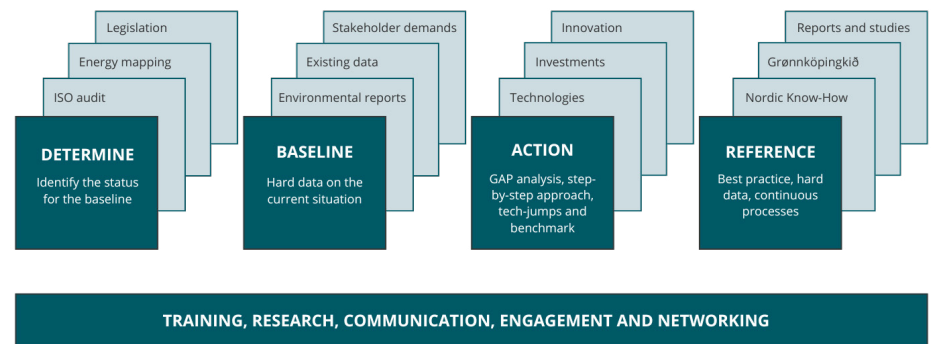 Legislation
Energy mapping
ISO audit
DETERMINE
Identify the status
for the baseline
Stakeholder demands
Existing data
Environmental reports
BASELINE
Hard data on the
current situation
Innovation
Investments
Technologies
ACTION
GAP analysis, step-
by-step approach,
tech-jumps and
benchmark
Reports and studies
Grønnköpingkið
Nordic Know-How
REFERENCE
Best practice, hard
data, continuous
processes
TRAINING, RESEARCH, COMMUNICATION, ENGAGEMENT AND NETWORKING